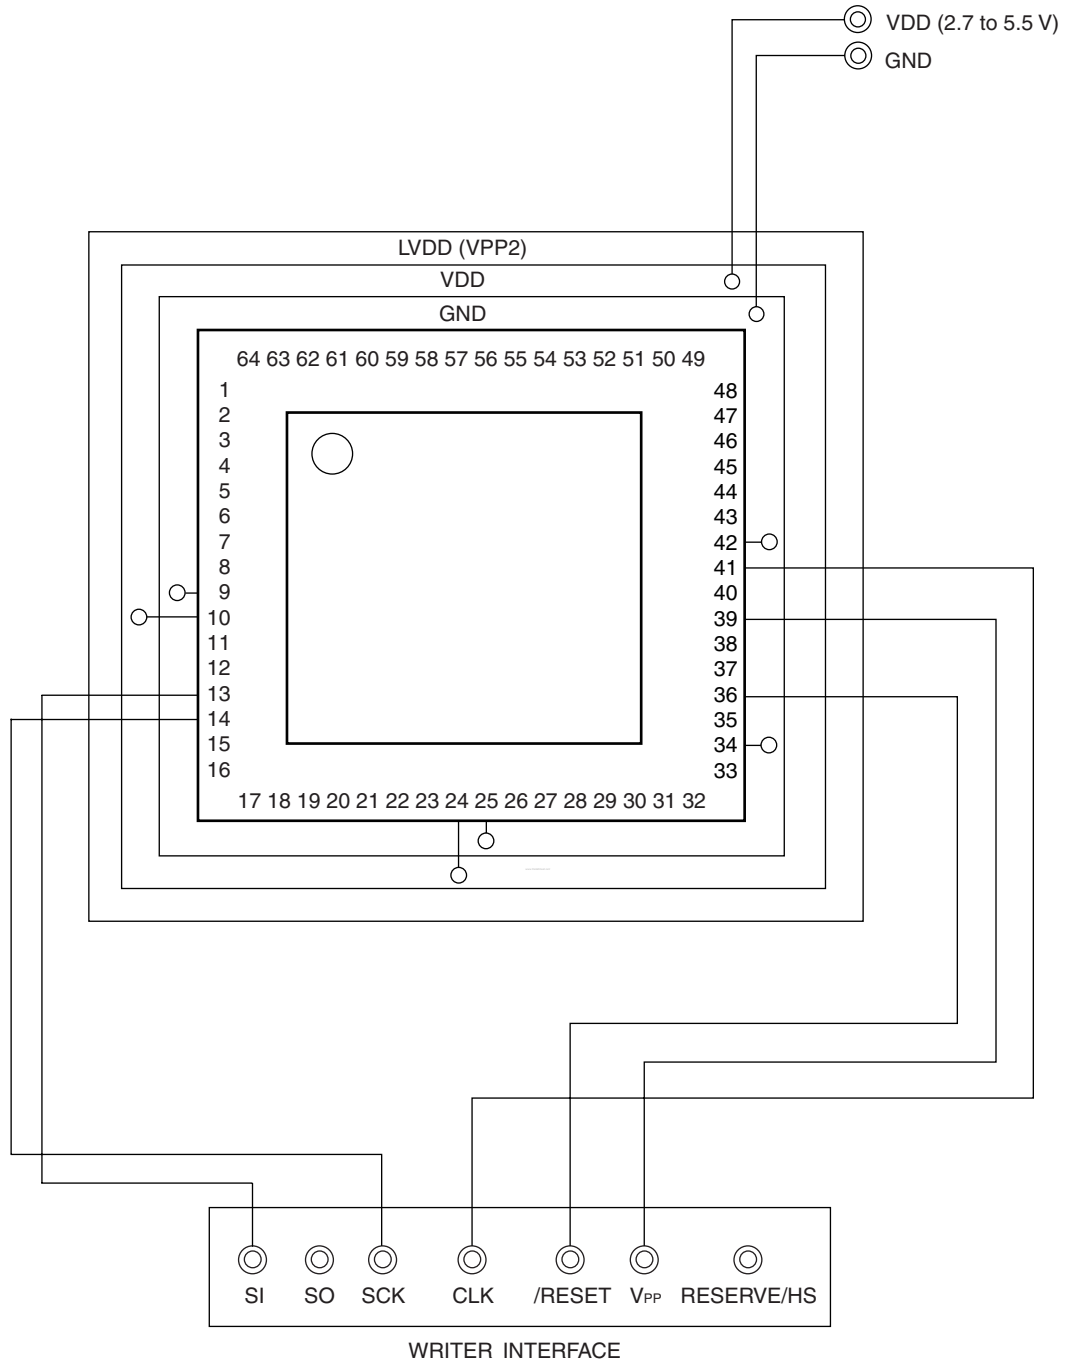 VDD (2.7 to 5.5 V)
GND
LVDD (VPP2)
VDD
GND
64 63 62 61 60 59 58 57 56 55 54 53 52 51 50 49
1 48
2 47
3 46
4 45
5 44
6 43
7 42
8 41
9 40
10 39
11 38
12 37
13 36
14 35
15 34
16 33
17 18 19 20 21 22 23 24 25 26 27 28 29 30 31 32
SI SO SCK CLK /RESET VPP RESERVE/HS
WRITER INTERFACE